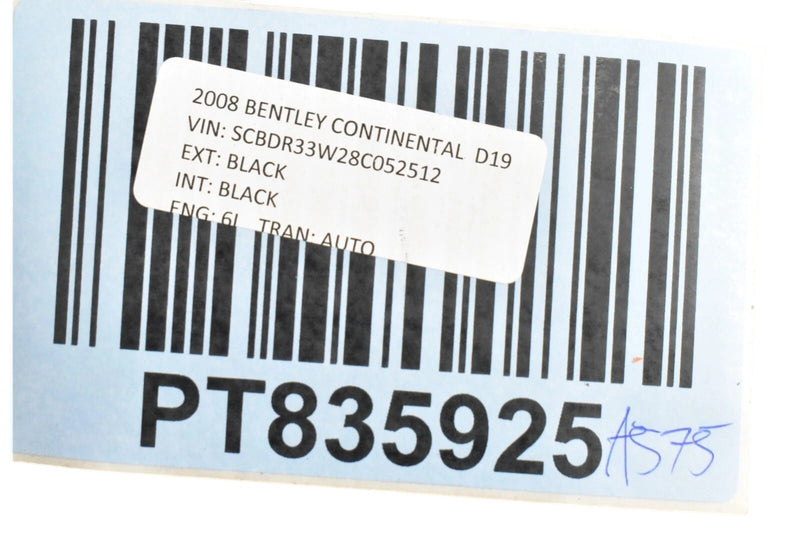 2008 BENTLEY CONTINENTAL D19
VIN: SCBDR33W28C052512
EXT: BLACK
INT: BLACK
ENG: 6L TRAN: AUTO
PT835925
A575